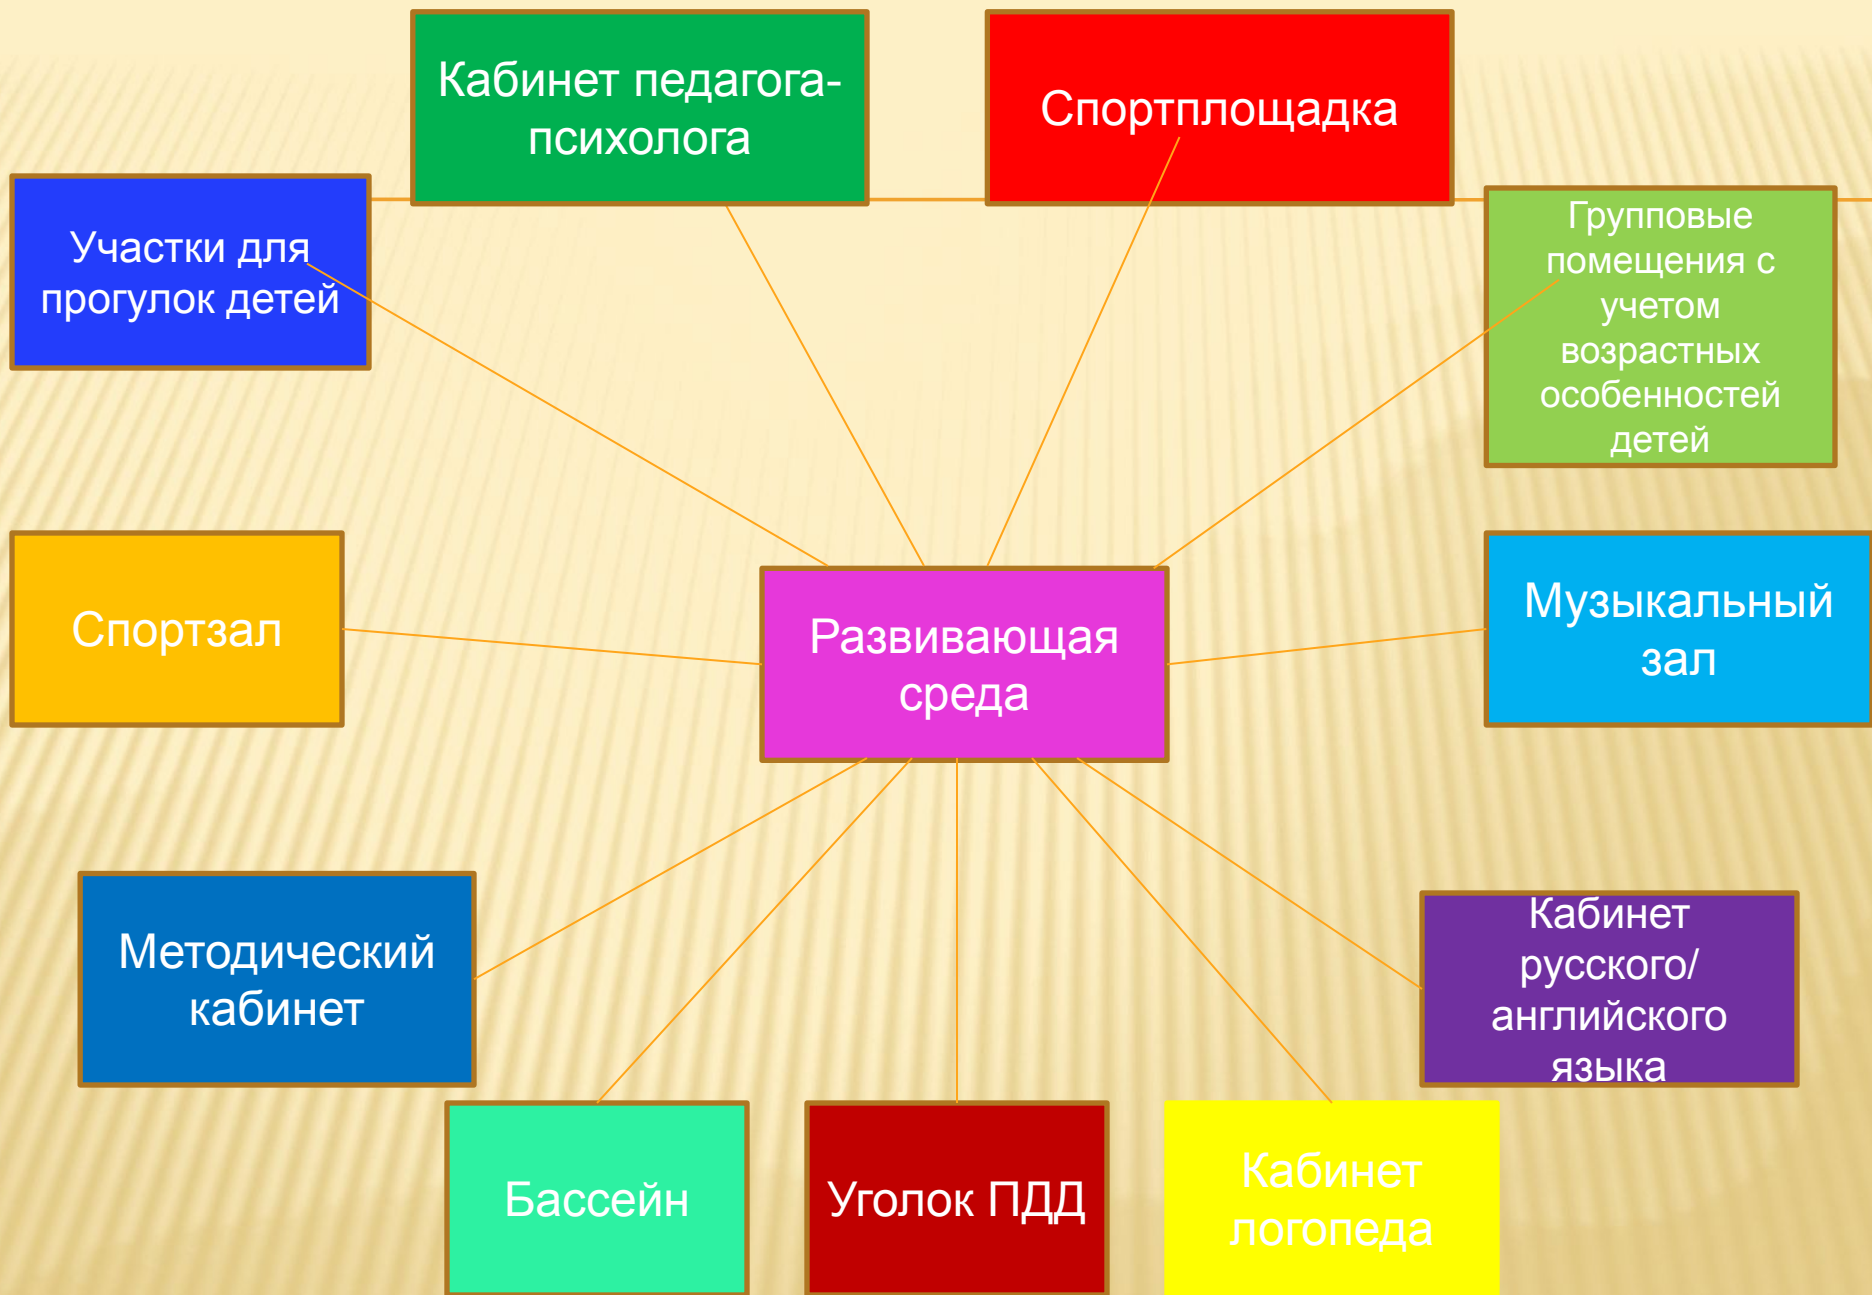 Кабинет педагога-
психолога
Спортплощадка
Участки для
прогулок детей
Групповые
помещения с
учетом
возрастных
особенностей
детей
Спортзал
Развивающая
среда
Музыкальный
зал
Методический
кабинет
Кабинет
русского/
английского
языка
Бассейн
Уголок ПДД
Кабинет
логопеда